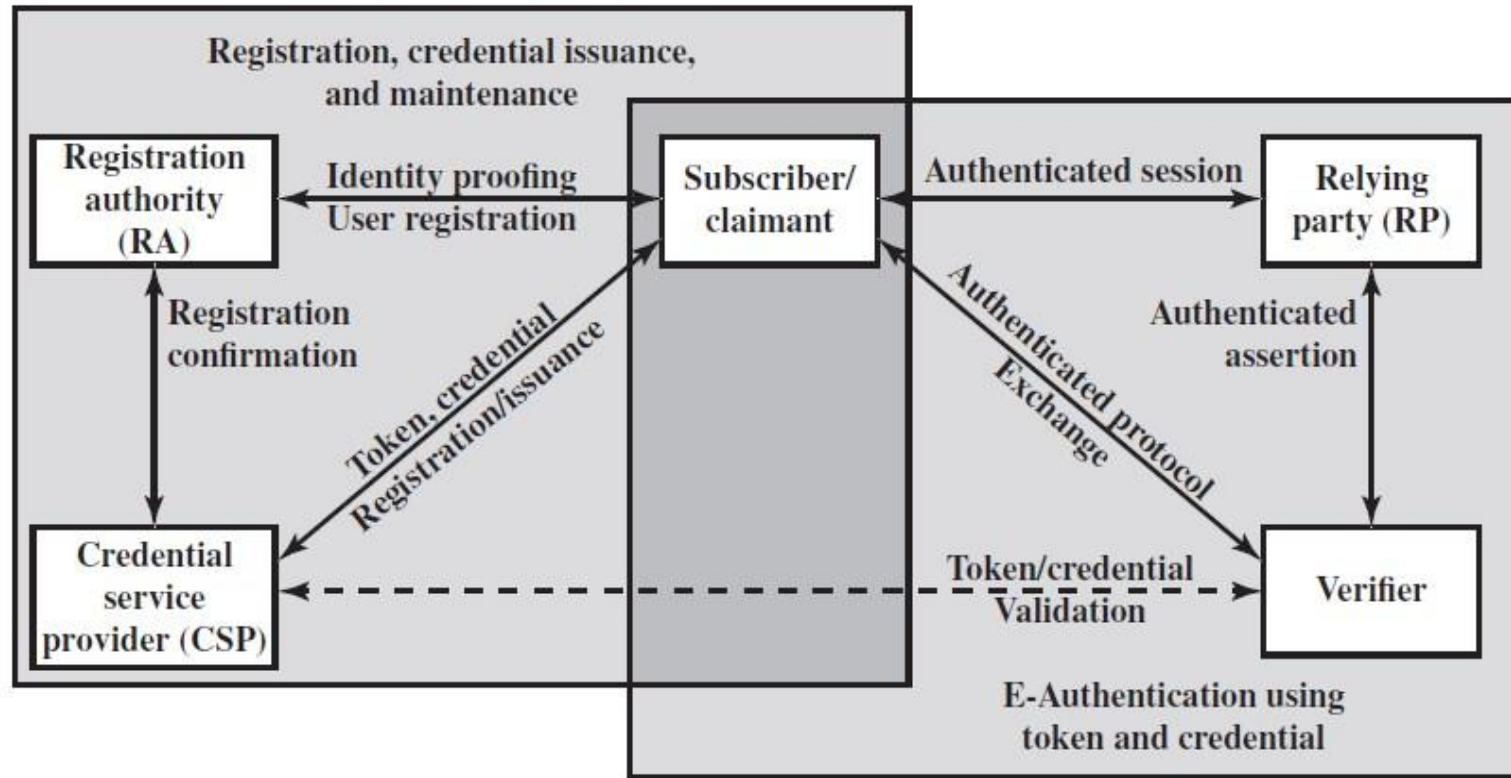 Registration, credential issuance,
and maintenance
Registration
authority
(RA)
Identity proofing
User registration
Subscriber/
claimant
Authenticated session
Relying
party (RP)
Registration
confirmation
Token, credential
Registration/issuance
Authenticated protocol
Exchange
Authenticated
assertion
Credential
service
provider (CSP)
Token/credential
Validation
Verifier
E-Authentication using
token and credential